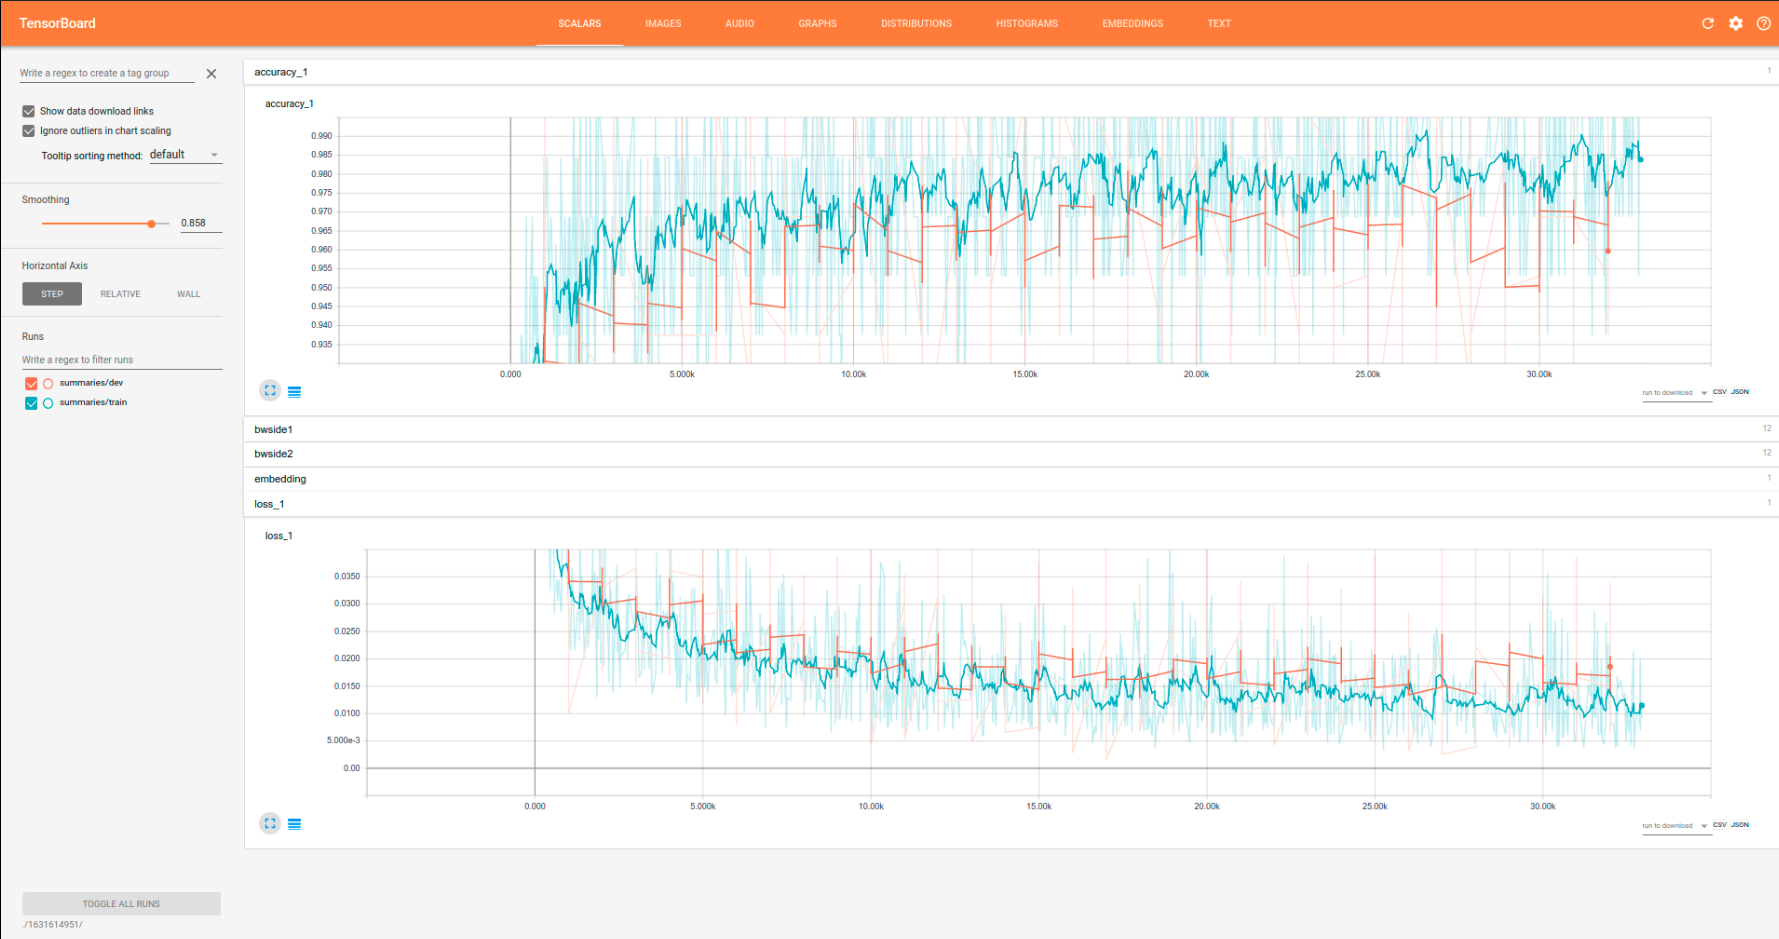 TensorBoard SCALARS IMAGES AUDIO GRAPHS DISTRIBUTIONS HISTOGRAMS EMBEDDINGS TEXT
Write a regex to create a tag group
Show data download links
Ignore outliers in chart scaling
Tooltip sorting method: default
Smoothing
0.858
Horizontal Axis
STEP RELATIVE WALL
Runs
Write a regex to filter runs
summaries/dev
summaries/train
TOGGLE ALL RUNS
./1631614951/
accuracy_1 1
accuracy_1
0.990
0.985
0.980
0.975
0.970
0.965
0.960
0.955
0.950
0.945
0.940
0.935
0.000 5.000k 10.00k 15.00k 20.00k 25.00k 30.00k
run to download CSV JSON
bwside1 12
bwside2 12
embedding 1
loss_1 1
loss_1
0.0350
0.0300
0.0250
0.0200
0.0150
0.0100
5.000e-3
0.00
0.000 5.000k 10.00k 15.00k 20.00k 25.00k 30.00k
run to download CSV JSON